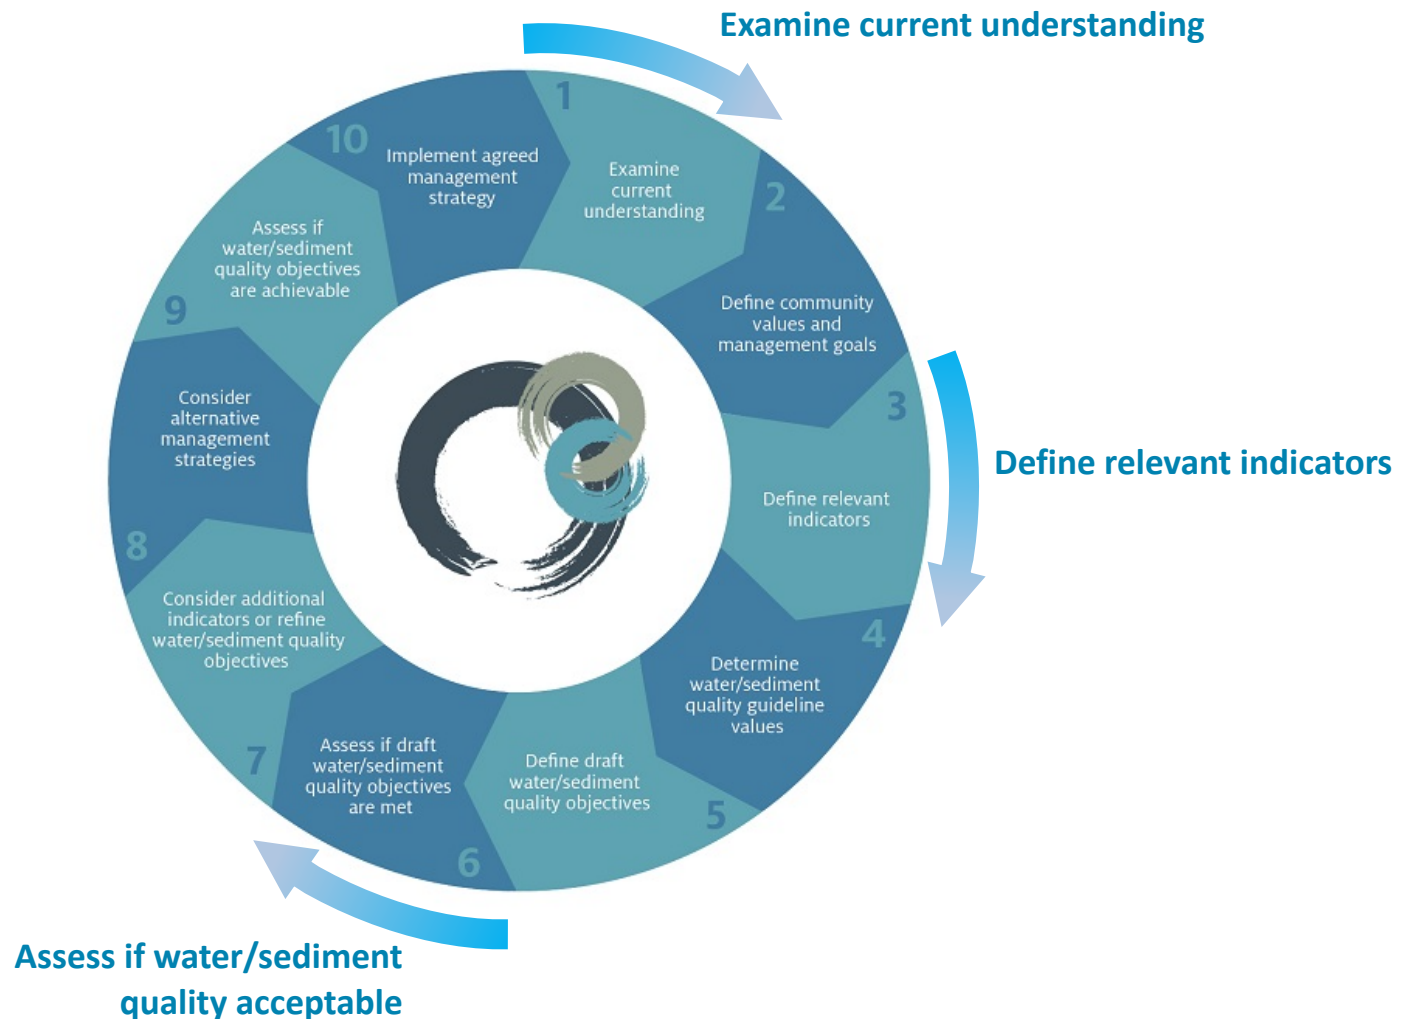 Examine current understanding
1
Examine
current
understanding
2
Define community
values and
management goals
3
Define relevant
indicators
Define relevant indicators
4
Determine
water/sediment
quality guideline
values
5
Define draft
water/sediment
quality objectives
6
Assess if draft
water/sediment
quality objectives
are met
Assess if water/sediment
quality acceptable
7
Consider additional
indicators or refine
water/sediment quality
objectives
8
Consider
alternative
management
strategies
9
Assess if
water/sediment
quality objectives
are achievable
10
Implement agreed
management
strategy